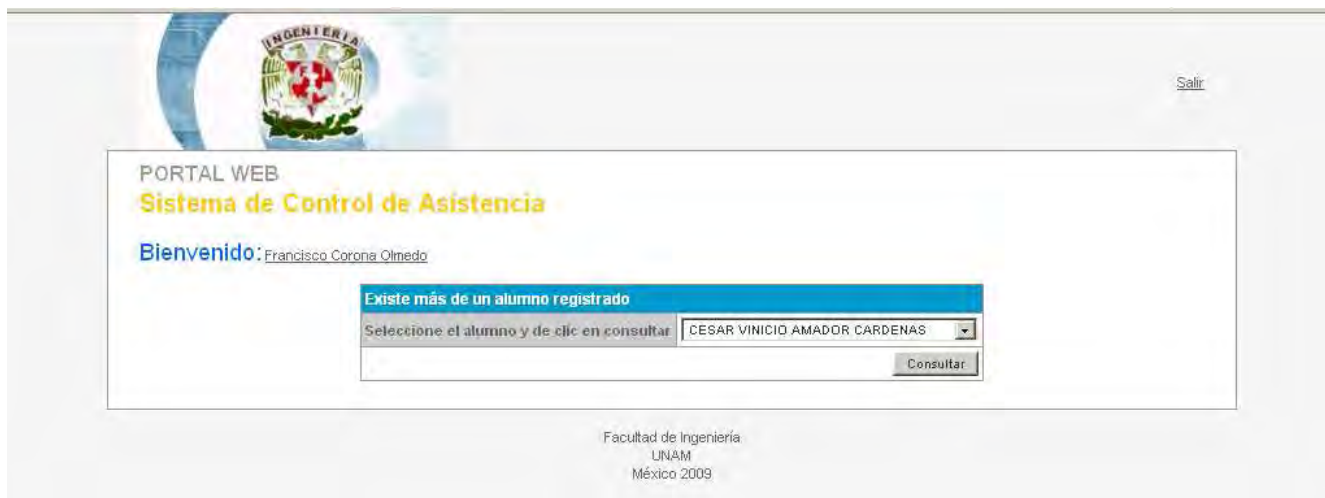 INGENIERIA
Salir
PORTAL WEB
Sistema de Control de Asistencia
Bienvenido: Francisco Corona Olmedo
Existe más de un alumno registrado
Seleccione el alumno y de clic en consultar CESAR VINICIO AMADOR CARDENAS
Consultar
Facultad de Ingeniería
UNAM
México 2009